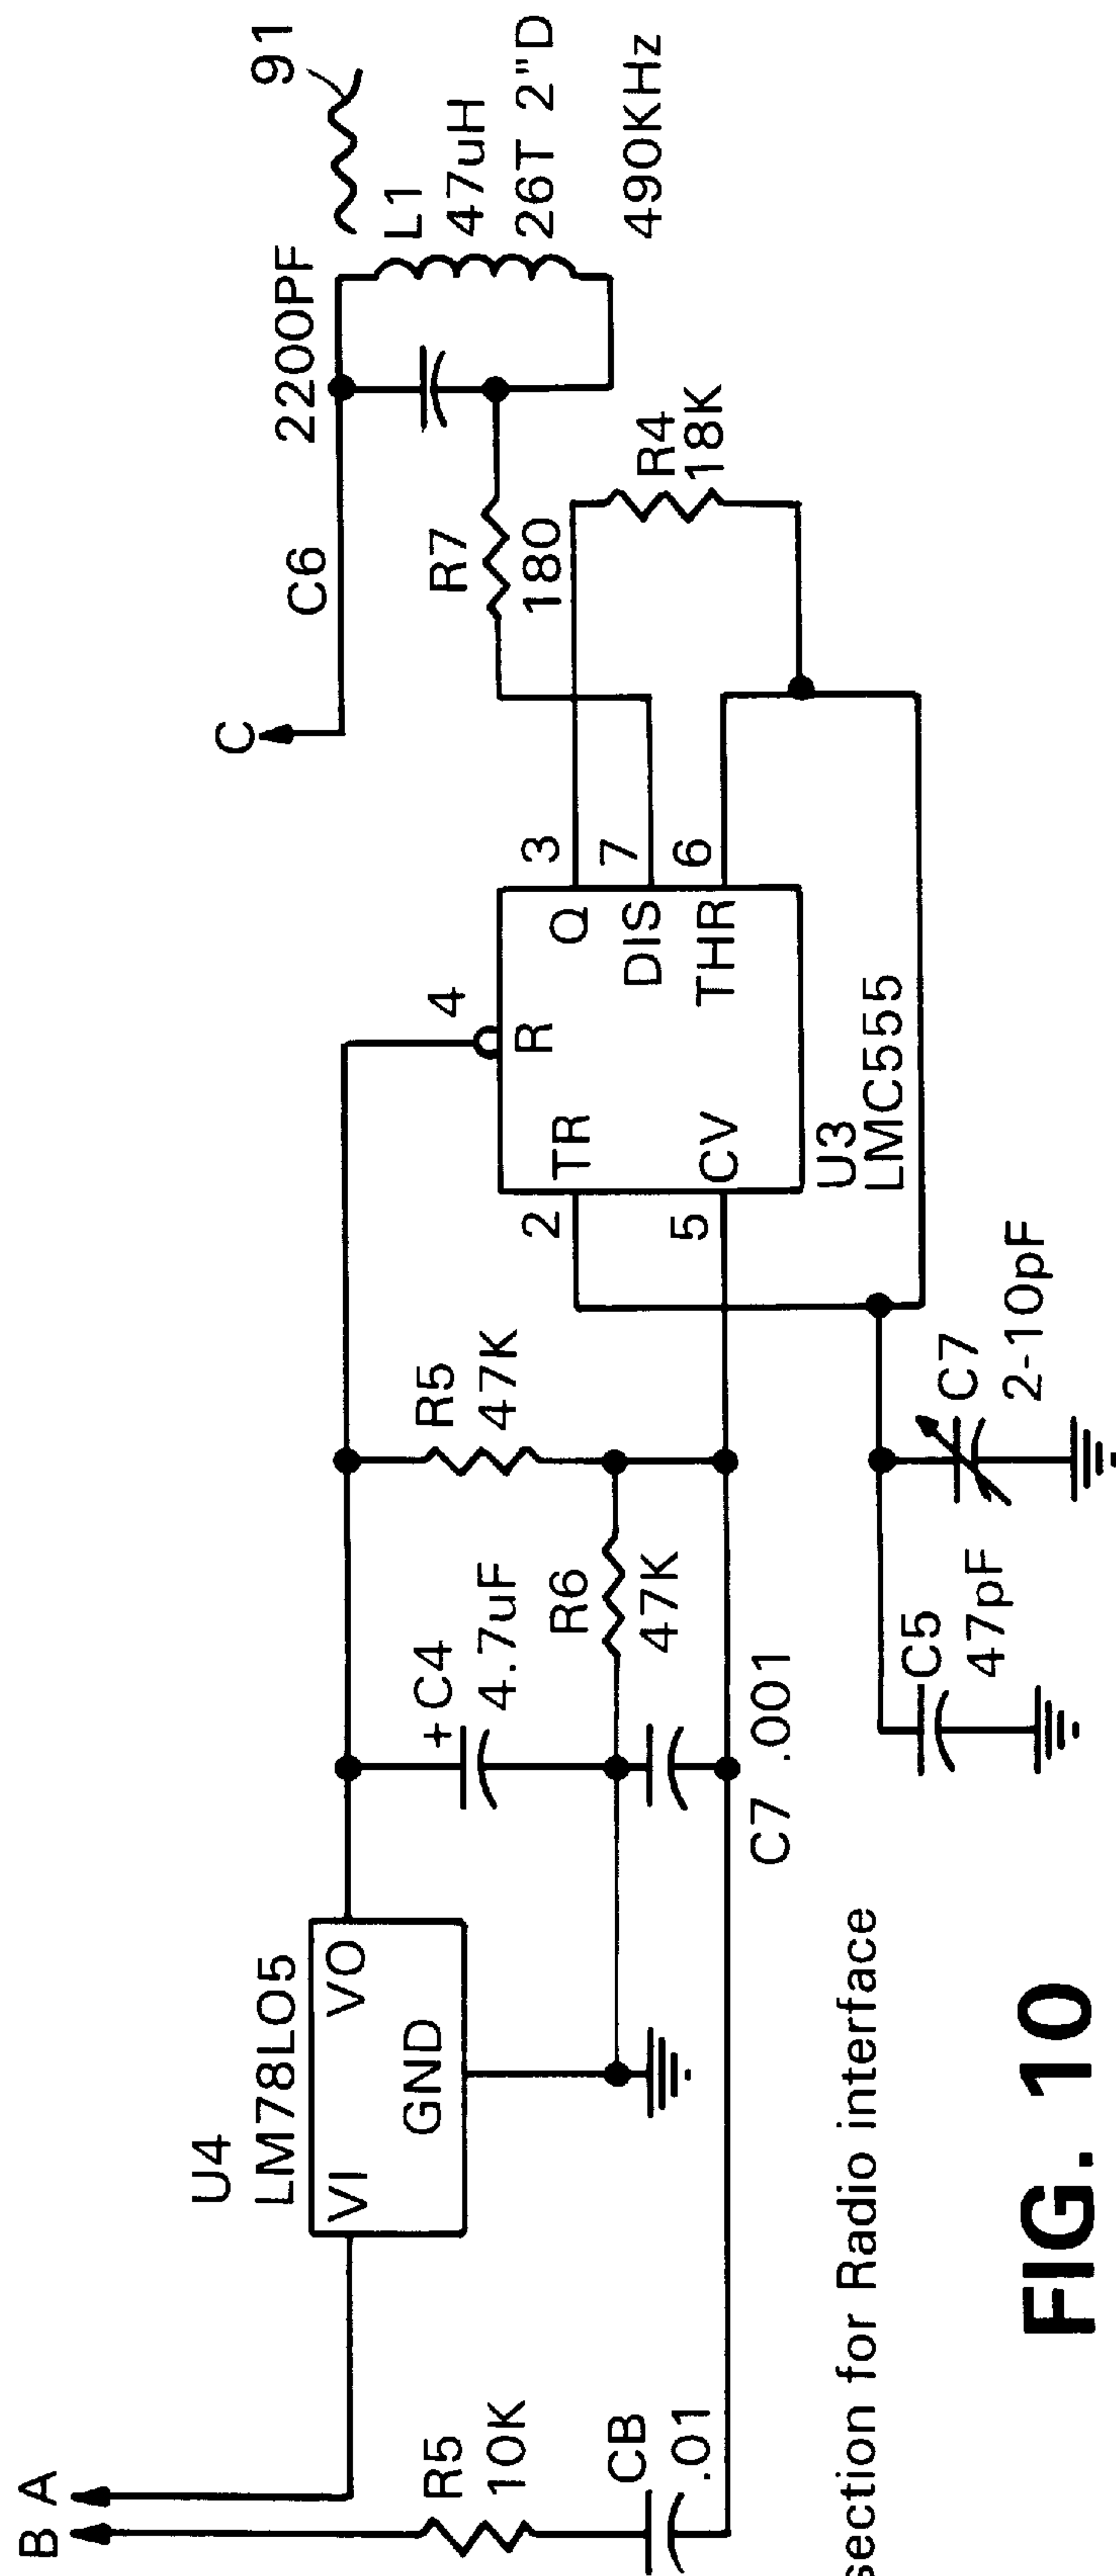 B
A
R5
10K
CB
.01
U4
LM78LO5
VI
VO
GND
+
C4
4.7uF
R5
47K
R6
47K
C7 .001
C5
47pF
C7
2-10pF
4
R
2
TR
5
CV
Q
3
DIS
7
THR
6
U3
LMC555
C
C6
2200PF
R7
180
R4
18K
L1
47uH
26T 2"D
490KHz
91
section for Radio interface
FIG. 10